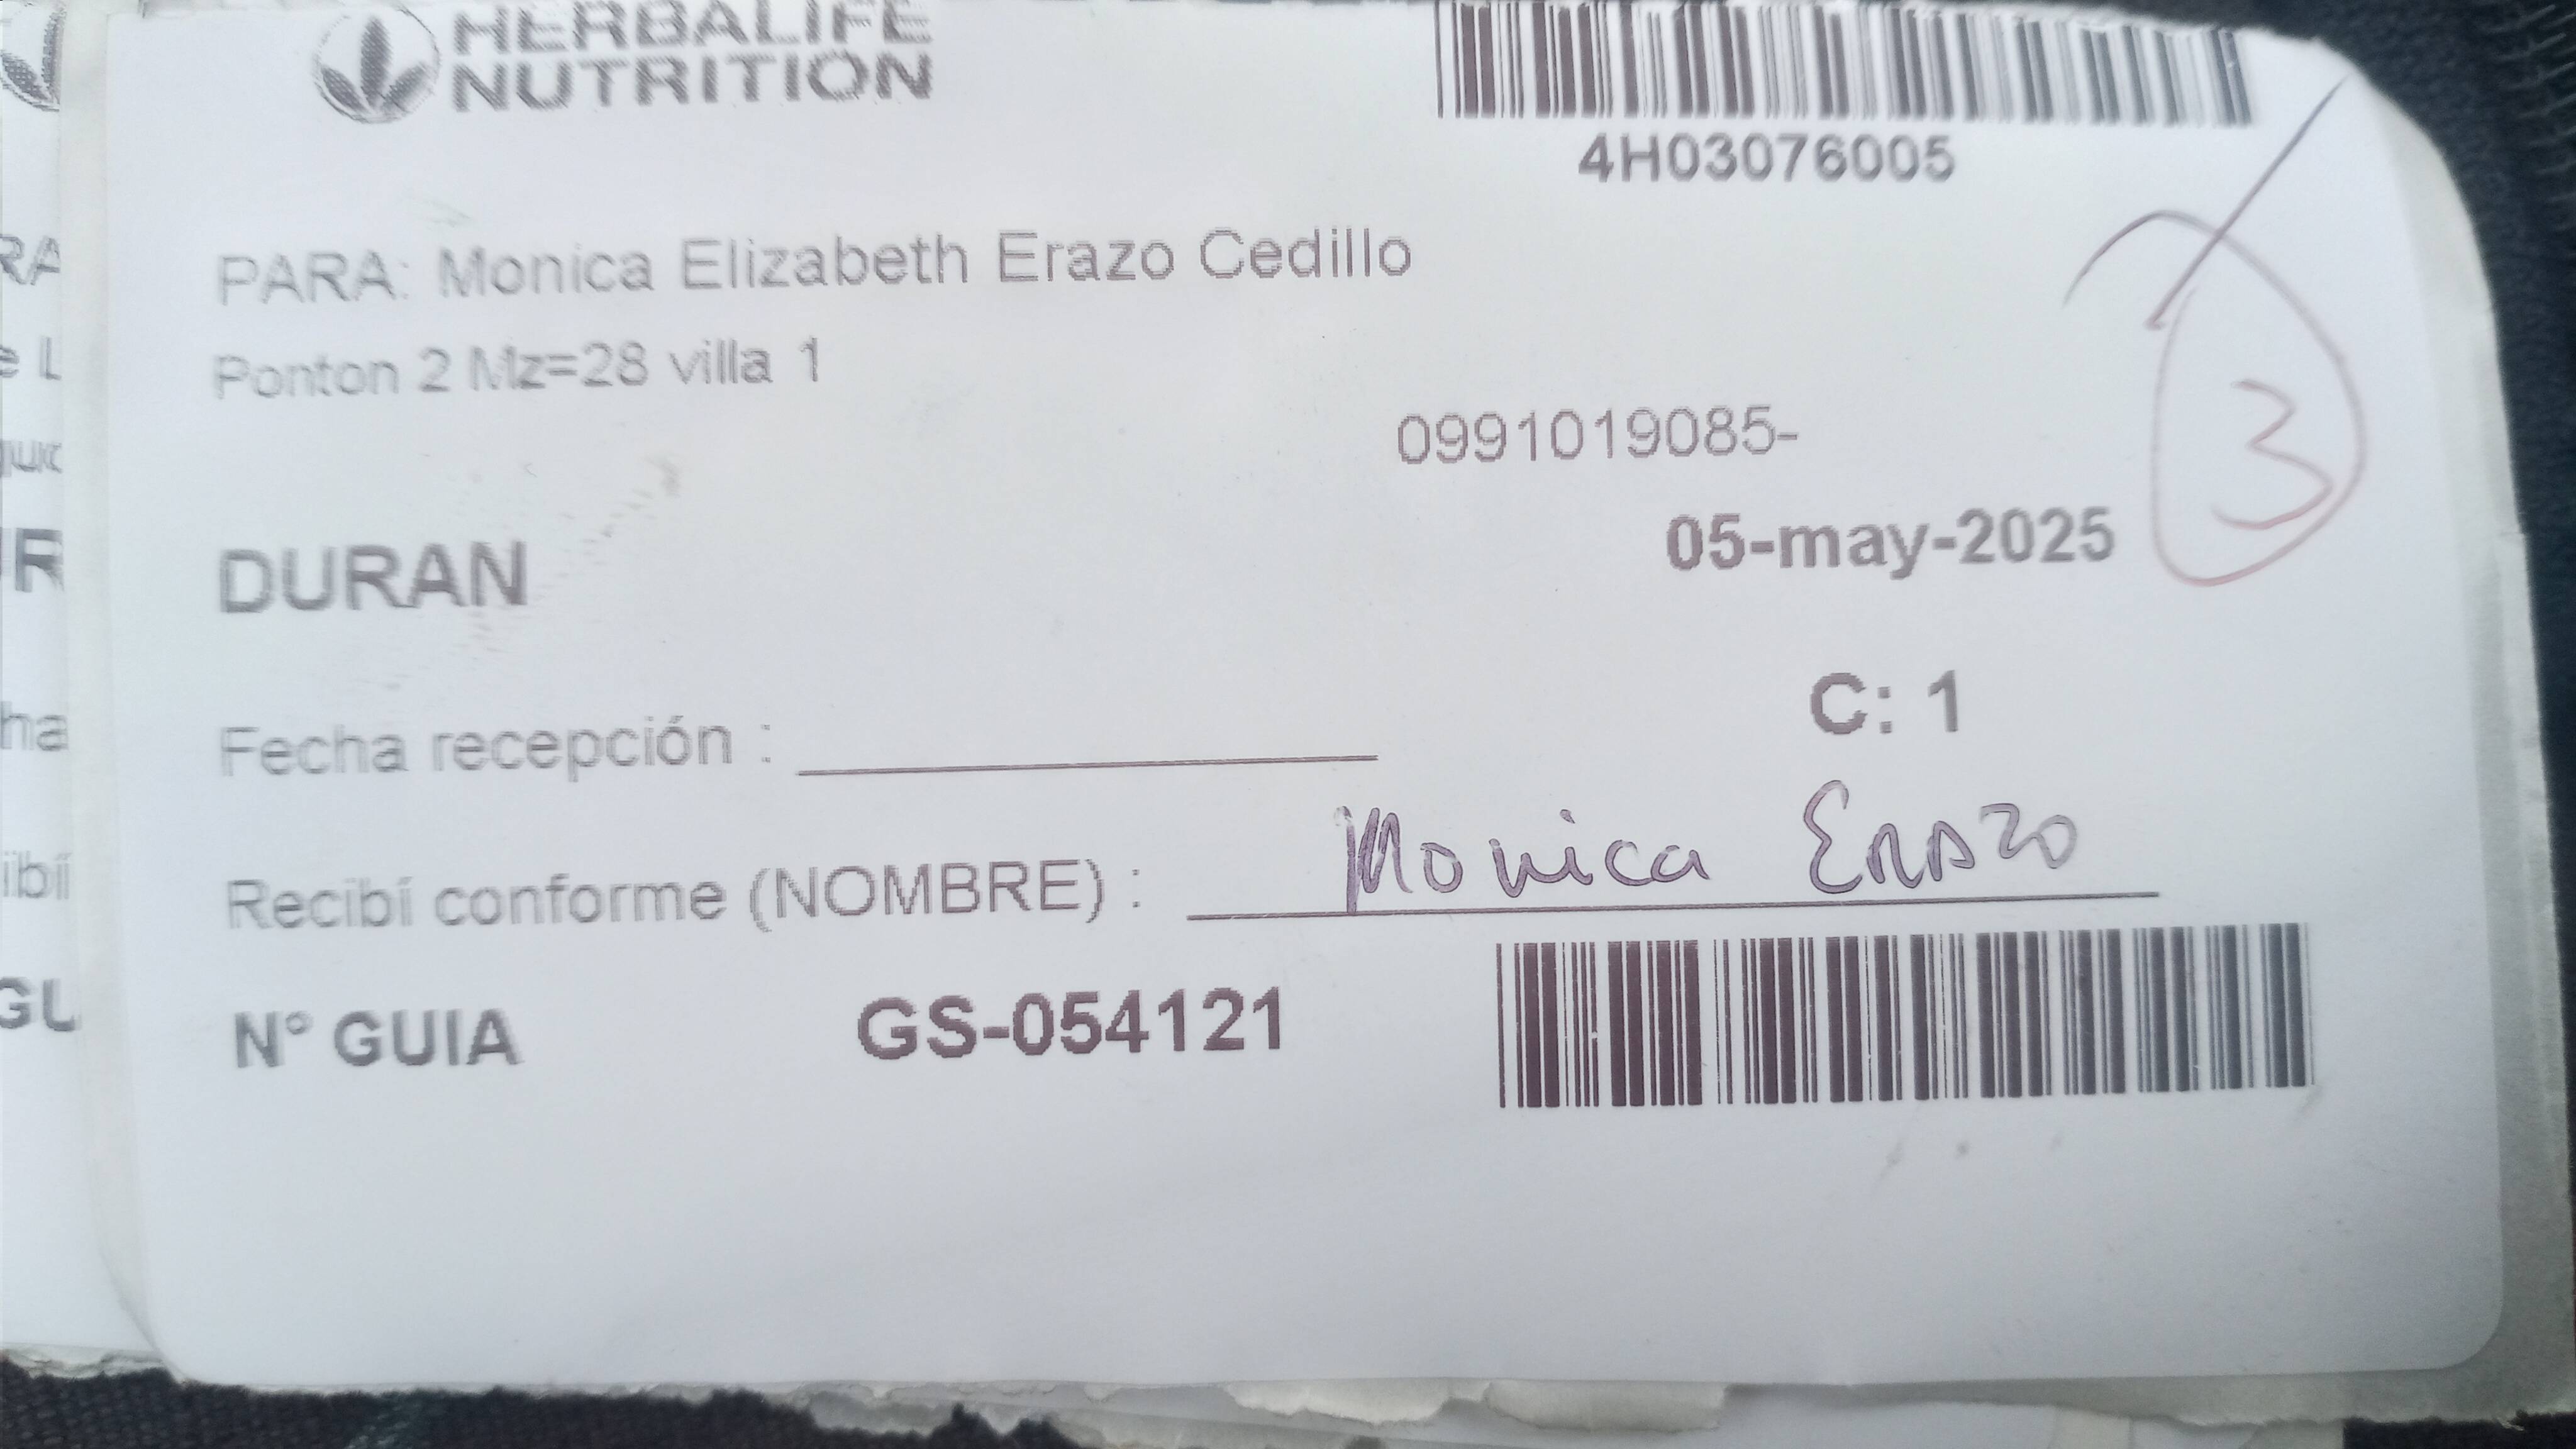 HERBALIFE
NUTRITION
4H03076005
PARA: Monica Elizabeth Erazo Cedillo
Ponton 2 Mz=28 villa 1
0991019085-
3
05-may-2025
DURAN
C: 1
Fecha recepción :
Recibí conforme (NOMBRE) : Monica Erazo
N° GUIA GS-054121